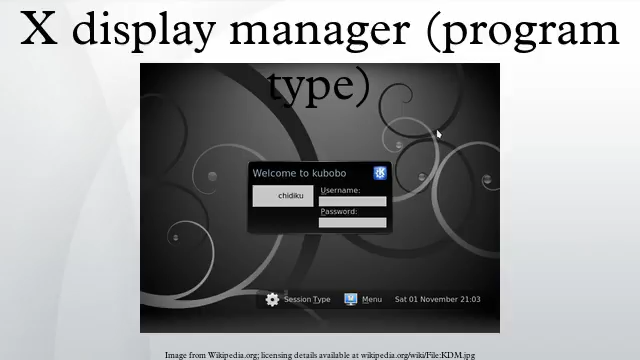 X display manager (program
type)
Welcome to kubobo
chidiku
Username:
Password:
Session Type
Menu
Sat 01 November 21:03
Image from Wikipedia.org; licensing details available at wikipedia.org/wiki/File:KDM.jpg